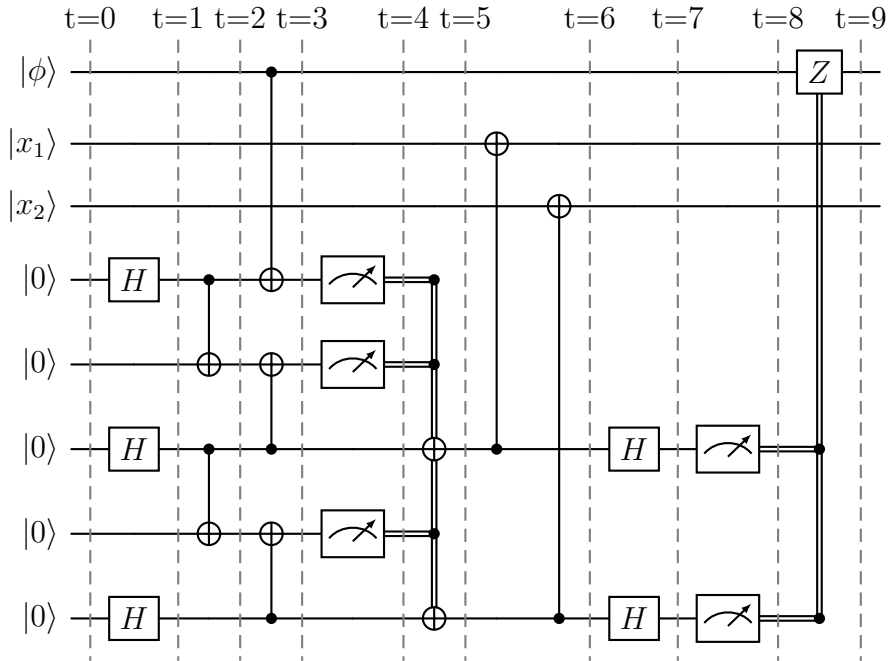 t=0 t=1 t=2 t=3 t=4 t=5 t=6 t=7 t=8 t=9
|ϕ⟩ Z
|x₁⟩
|x₂⟩
|0⟩ H
|0⟩
|0⟩ H H
|0⟩
|0⟩ H H